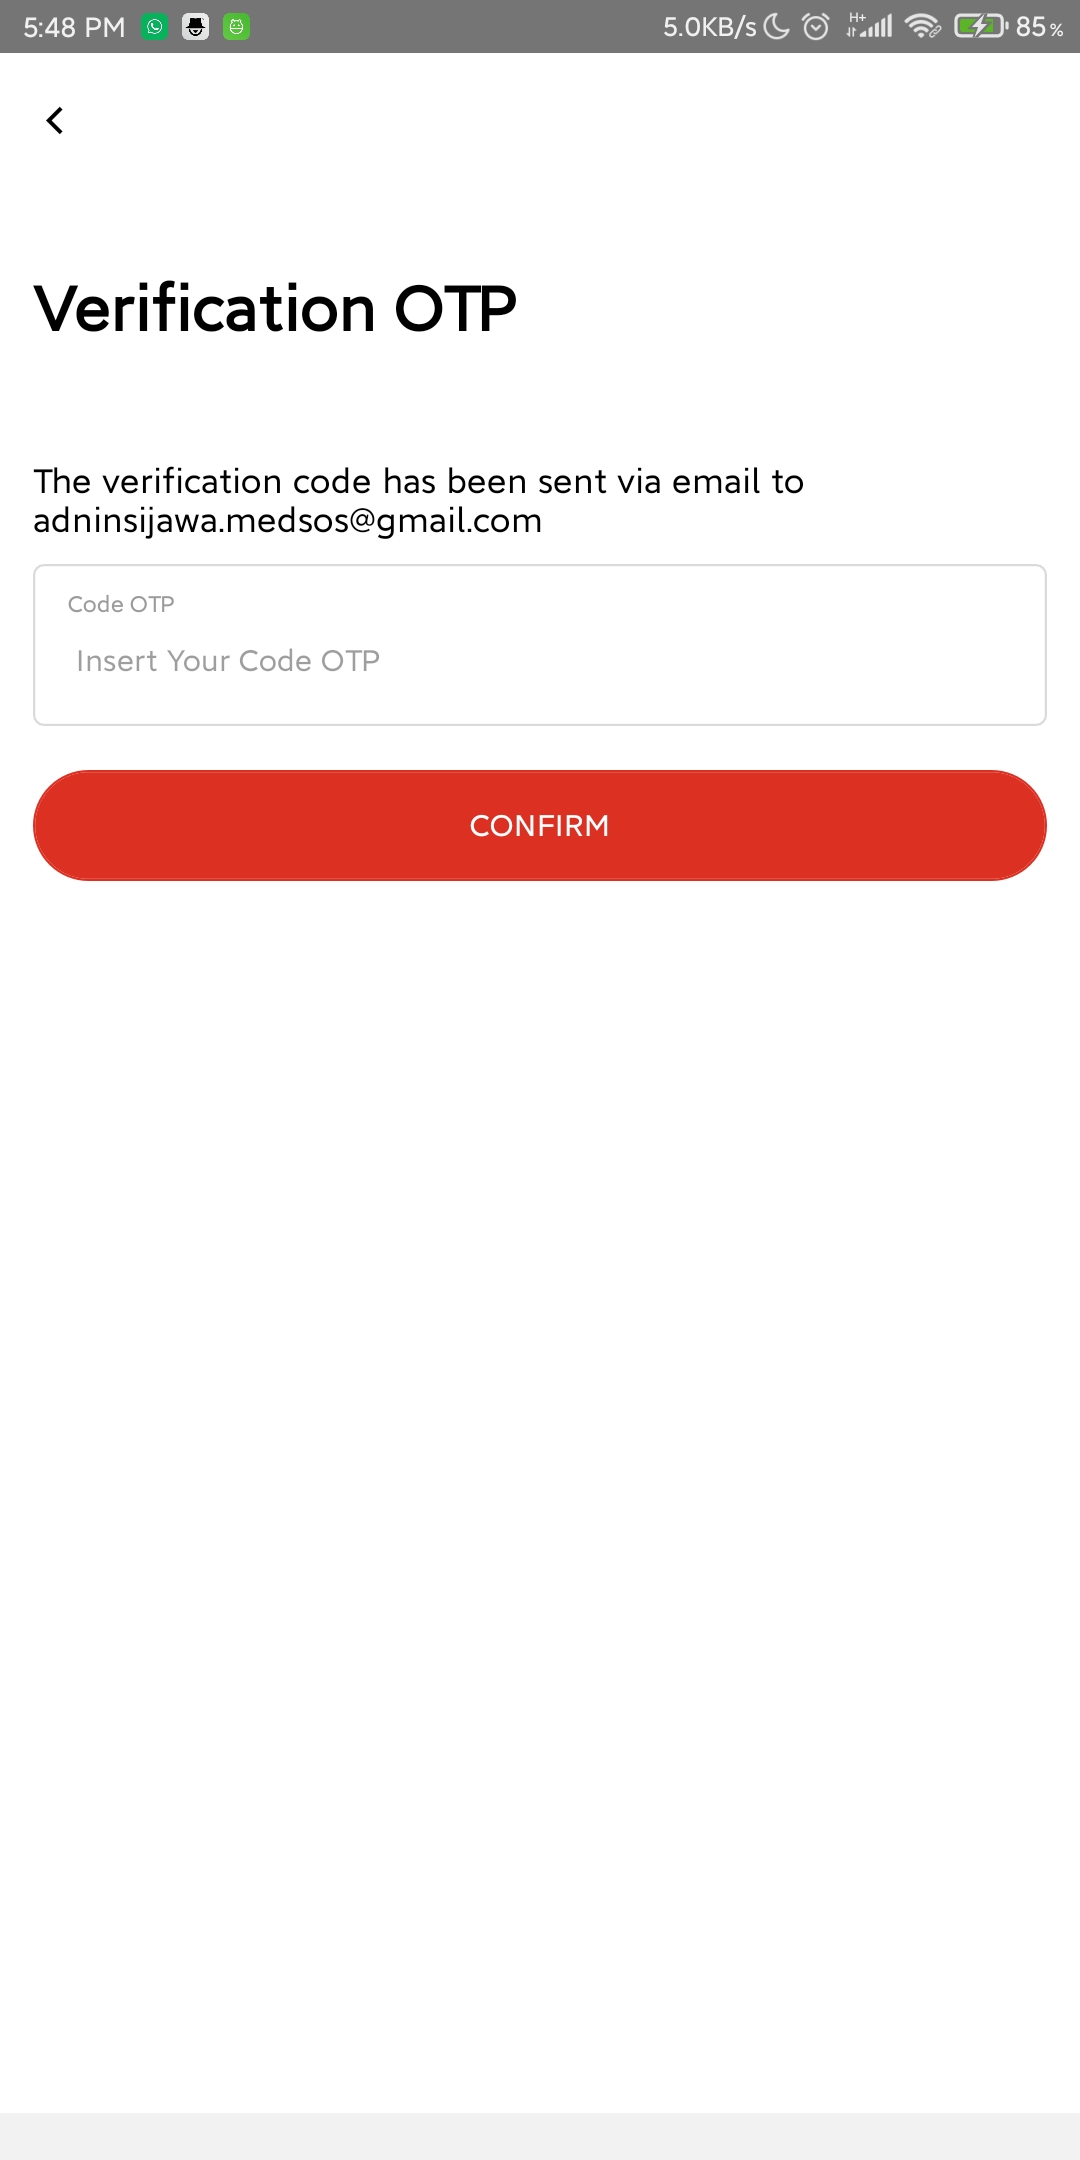 5:48 PM 5.0KB/s H+ 85%
Verification OTP
The verification code has been sent via email to
adninsijawa.medsos@gmail.com
Code OTP
Insert Your Code OTP
CONFIRM